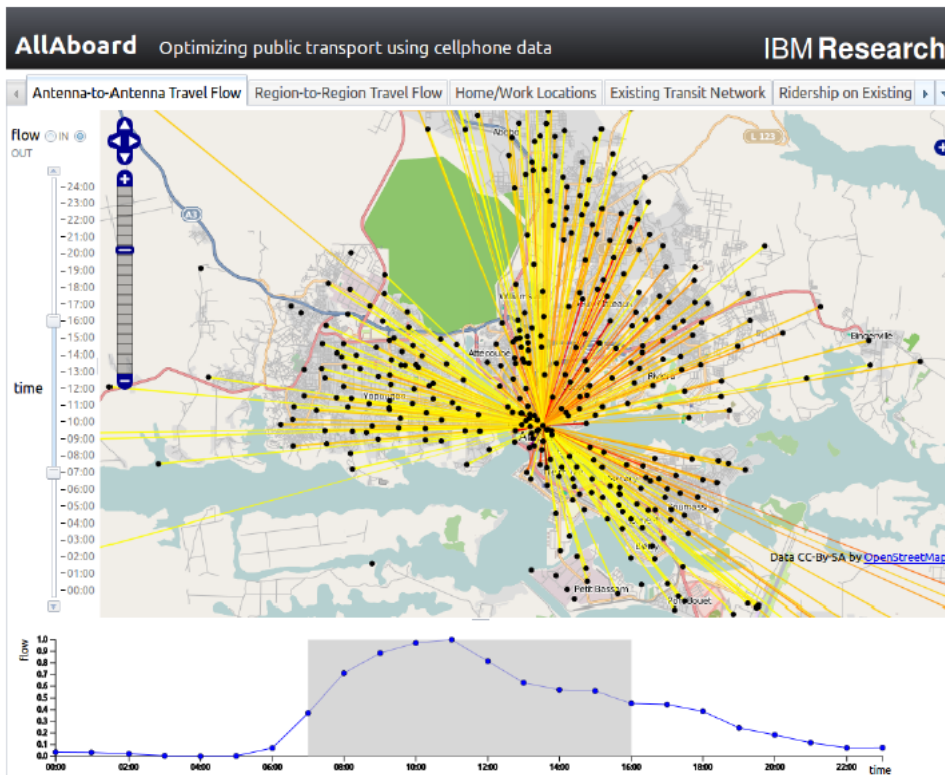 AllAboard Optimizing public transport using cellphone data IBM Research
Antenna-to-Antenna Travel Flow Region-to-Region Travel Flow Home/Work Locations Existing Transit Network Ridership on Existing
flow IN
OUT
L 123
A3
Abobo
24:00
23:00
22:00
21:00
20:00
19:00
18:00
17:00
16:00
15:00
14:00
13:00
time
12:00
11:00
10:00
09:00
08:00
07:00
06:00
05:00
04:00
03:00
02:00
01:00
00:00
Attecoube
Bingerville
Riviera
Yopougon
Data CC-By-SA by OpenStreetMap
Petit Bassam
flow
1.0
0.9
0.8
0.7
0.6
0.5
0.4
0.3
0.2
0.1
0.0
00:00 02:00 04:00 06:00 08:00 10:00 12:00 14:00 16:00 18:00 20:00 22:00 time